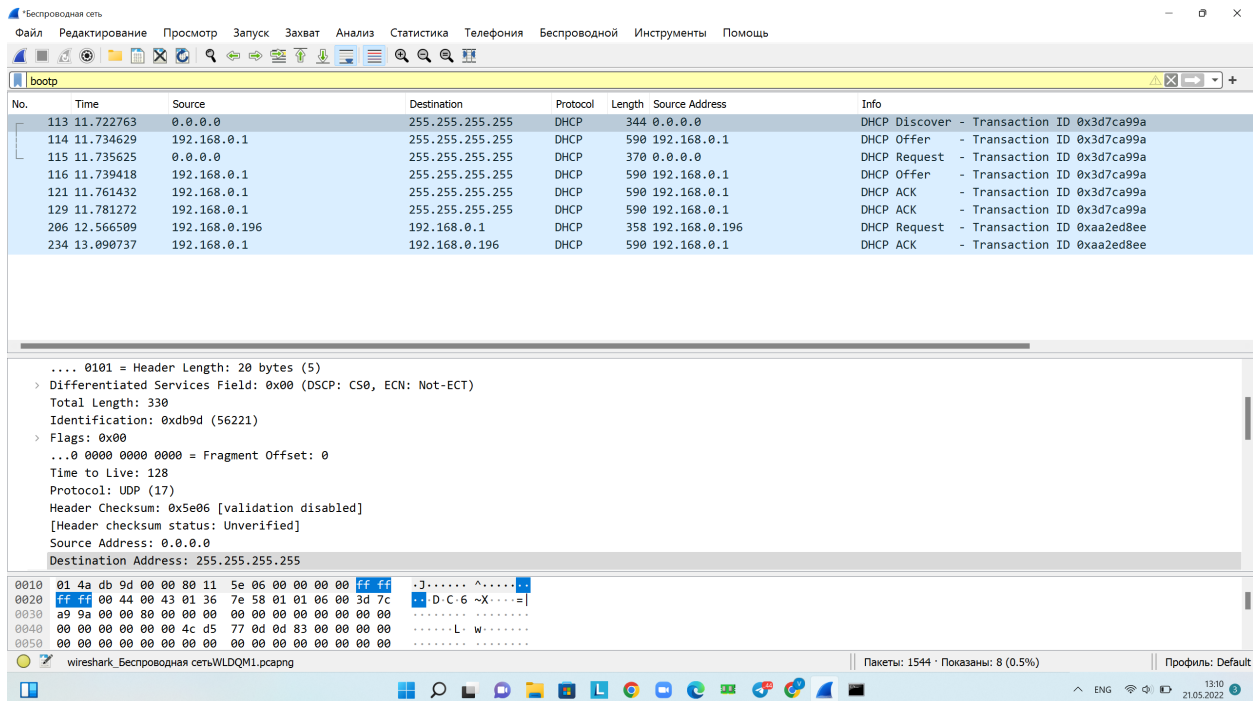 *Беспроводная сеть
Файл Редактирование Просмотр Запуск Захват Анализ Статистика Телефония Беспроводной Инструменты Помощь
bootp
No. Time Source Destination Protocol Length Source Address Info
113 11.722763 0.0.0.0 255.255.255.255 DHCP 344 0.0.0.0 DHCP Discover - Transaction ID 0x3d7ca99a
114 11.734629 192.168.0.1 255.255.255.255 DHCP 590 192.168.0.1 DHCP Offer - Transaction ID 0x3d7ca99a
115 11.735625 0.0.0.0 255.255.255.255 DHCP 370 0.0.0.0 DHCP Request - Transaction ID 0x3d7ca99a
116 11.739418 192.168.0.1 255.255.255.255 DHCP 590 192.168.0.1 DHCP Offer - Transaction ID 0x3d7ca99a
121 11.761432 192.168.0.1 255.255.255.255 DHCP 590 192.168.0.1 DHCP ACK - Transaction ID 0x3d7ca99a
129 11.781272 192.168.0.1 255.255.255.255 DHCP 590 192.168.0.1 DHCP ACK - Transaction ID 0x3d7ca99a
206 12.566509 192.168.0.196 192.168.0.1 DHCP 358 192.168.0.196 DHCP Request - Transaction ID 0xaa2ed8ee
234 13.090737 192.168.0.1 192.168.0.196 DHCP 590 192.168.0.1 DHCP ACK - Transaction ID 0xaa2ed8ee
.... 0101 = Header Length: 20 bytes (5)
Differentiated Services Field: 0x00 (DSCP: CS0, ECN: Not-ECT)
Total Length: 330
Identification: 0xdb9d (56221)
Flags: 0x00
...0 0000 0000 0000 = Fragment Offset: 0
Time to Live: 128
Protocol: UDP (17)
Header Checksum: 0x5e06 [validation disabled]
[Header checksum status: Unverified]
Source Address: 0.0.0.0
Destination Address: 255.255.255.255
0010 01 4a db 9d 00 00 80 11 5e 06 00 00 00 00 ff ff ·J······ ^·······
0020 ff ff 00 44 00 43 01 36 7e 58 01 01 06 00 3d 7c ···D·C·6 ~X····=|
0030 a9 9a 00 00 80 00 00 00 00 00 00 00 00 00 00 00 ········ ········
0040 00 00 00 00 00 00 4c d5 77 0d 0d 83 00 00 00 00 ······L· w·······
0050 00 00 00 00 00 00 00 00 00 00 00 00 00 00 00 00 ········ ········
wireshark_Беспроводная сетьWLDQM1.pcapng Пакеты: 1544 · Показаны: 8 (0.5%) Профиль: Default
L 44 V ENG 13:10 3
21.05.2022